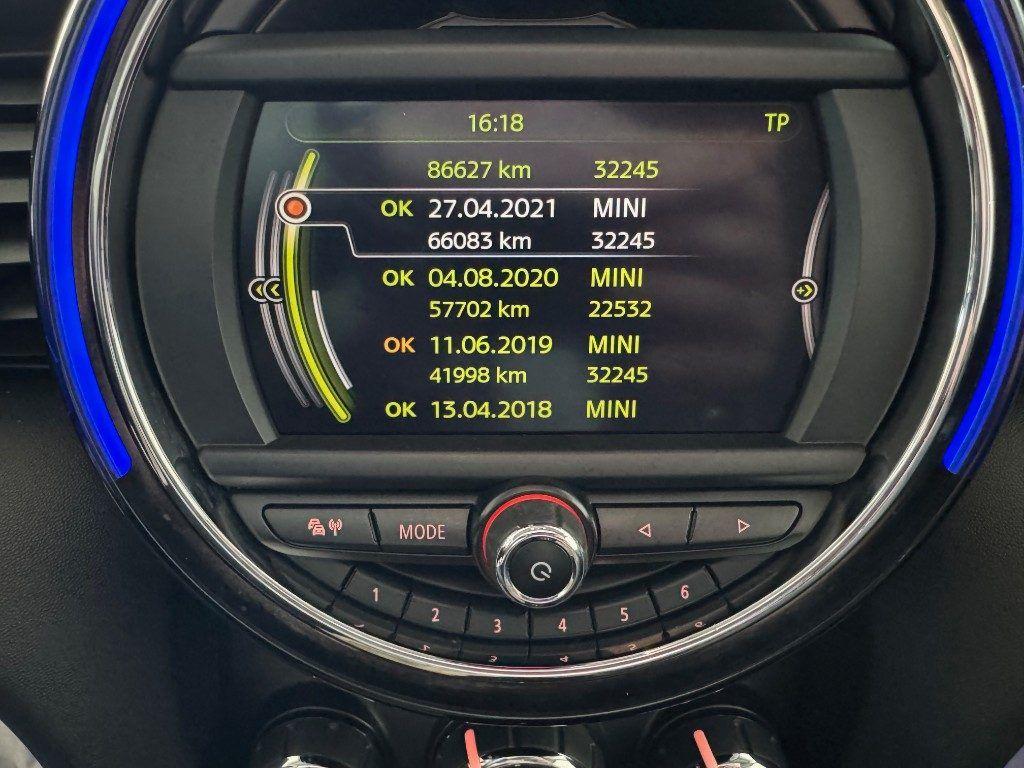 16:18 TP
86627 km 32245
OK 27.04.2021 MINI
66083 km 32245
OK 04.08.2020 MINI
57702 km 22532
OK 11.06.2019 MINI
41998 km 32245
OK 13.04.2018 MINI
MODE
1 2 3 4 5 6